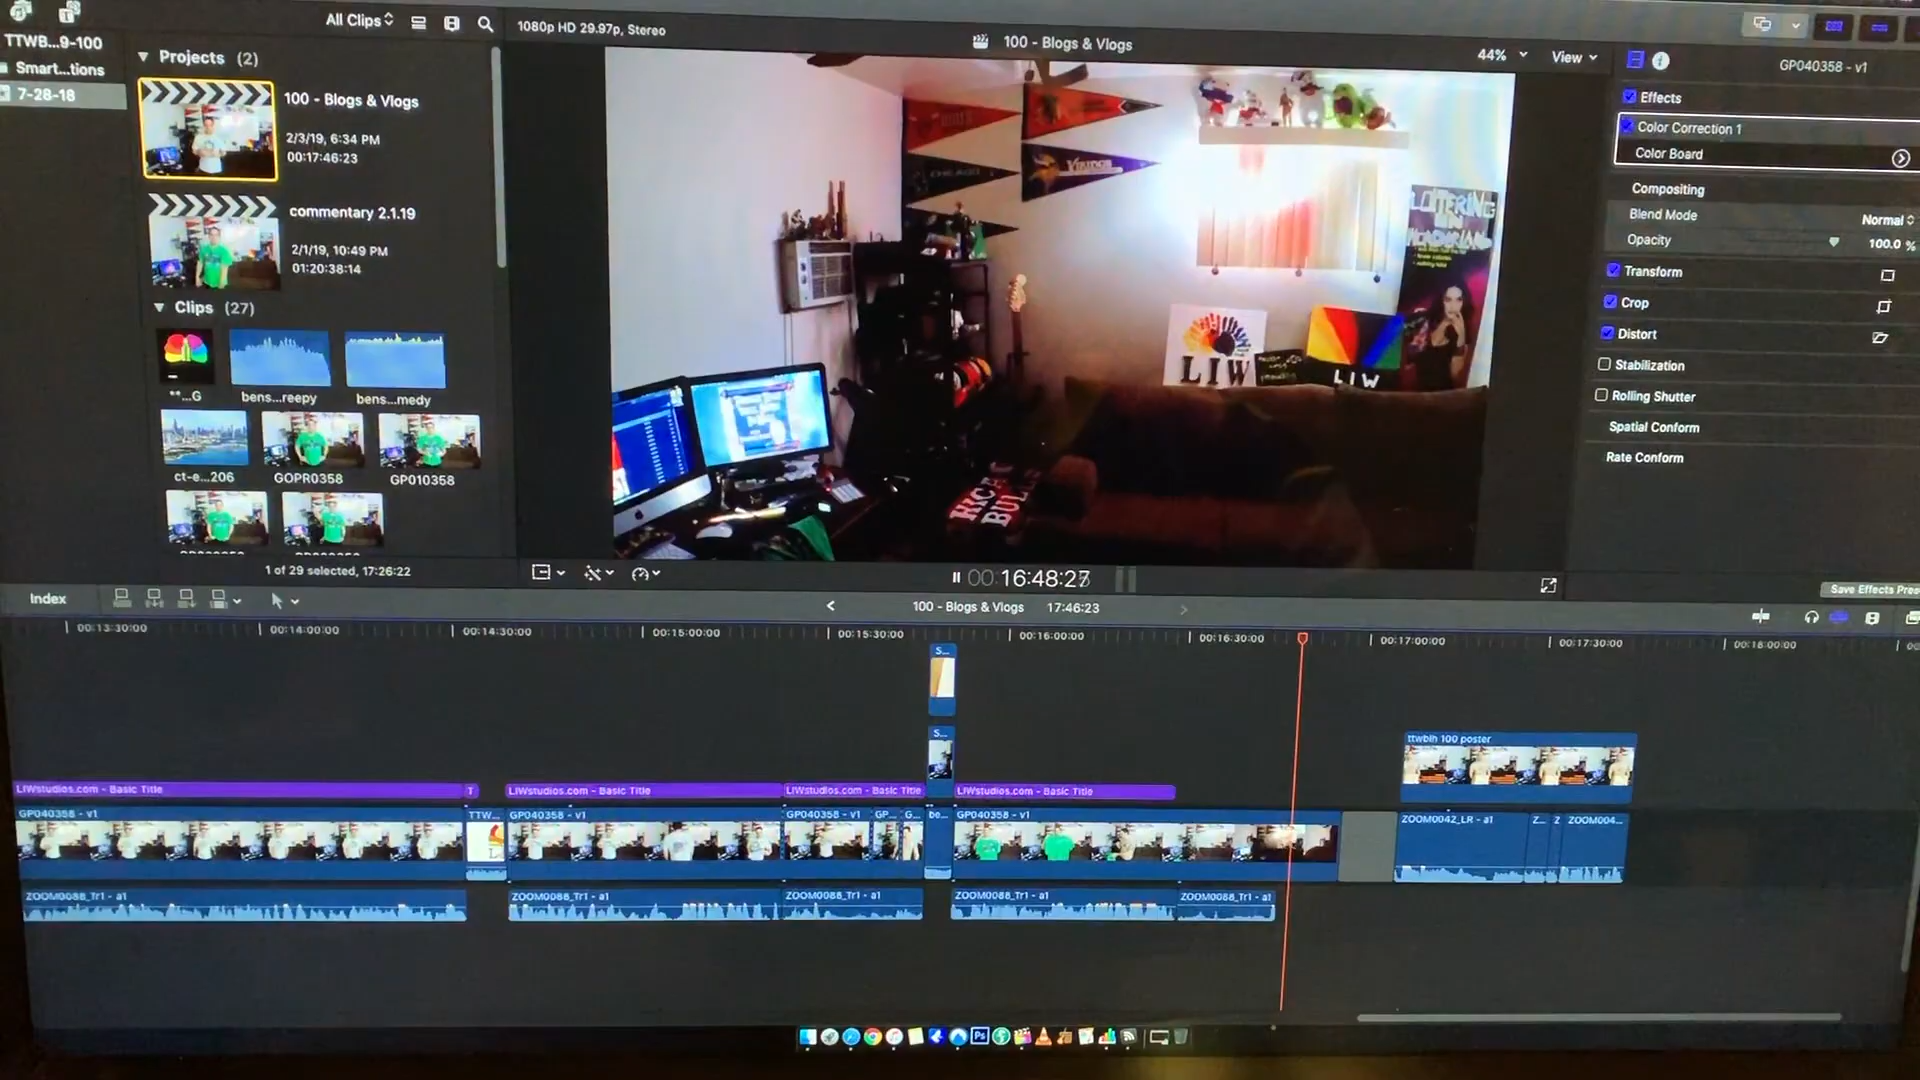 All Clips
1080p HD 29.97p, Stereo
100 - Blogs & Vlogs
44%
View
GP040358 - v1
TTWB...9-100
Smart...tions
7-28-18
Projects (2)
100 - Blogs & Vlogs
2/3/19, 6:34 PM
00:17:46:23
commentary 2.1.19
2/1/19, 10:49 PM
01:20:38:14
Clips (27)
**...G
bens...reepy
bens...medy
ct-e...206
GOPR0358
GP010358
1 of 29 selected, 17:26:22
CHICAGO
VIKINGS
LOITERING
LIW
LIW
BULLS
Effects
Color Correction 1
Color Board
Compositing
Blend Mode
Normal
Opacity
100.0 %
Transform
Crop
Distort
Stabilization
Rolling Shutter
Spatial Conform
Rate Conform
Save Effects Pres
00:16:48:27
Index
100 - Blogs & Vlogs
17:46:23
00:13:30:00
00:14:00:00
00:14:30:00
00:15:00:00
00:15:30:00
00:16:00:00
00:16:30:00
00:17:00:00
00:17:30:00
00:18:00:00
S...
S...
ttwbih 100 poster
LIWstudios.com - Basic Title
T
LIWstudios.com - Basic Title
LIWstudios.com - Basic Title
LIWstudios.com - Basic Title
GP040358 - v1
TTW...
GP040358 - v1
GP040358 - v1
GP...
G...
be...
GP040358 - v1
ZOOM0042_LR - a1
Z...
Z
ZOOM004...
ZOOM0088_Tr1 - a1
ZOOM0088_Tr1 - a1
ZOOM0088_Tr1 - a1
ZOOM0088_Tr1 - a1
ZOOM0088_Tr1 - a1
Ps